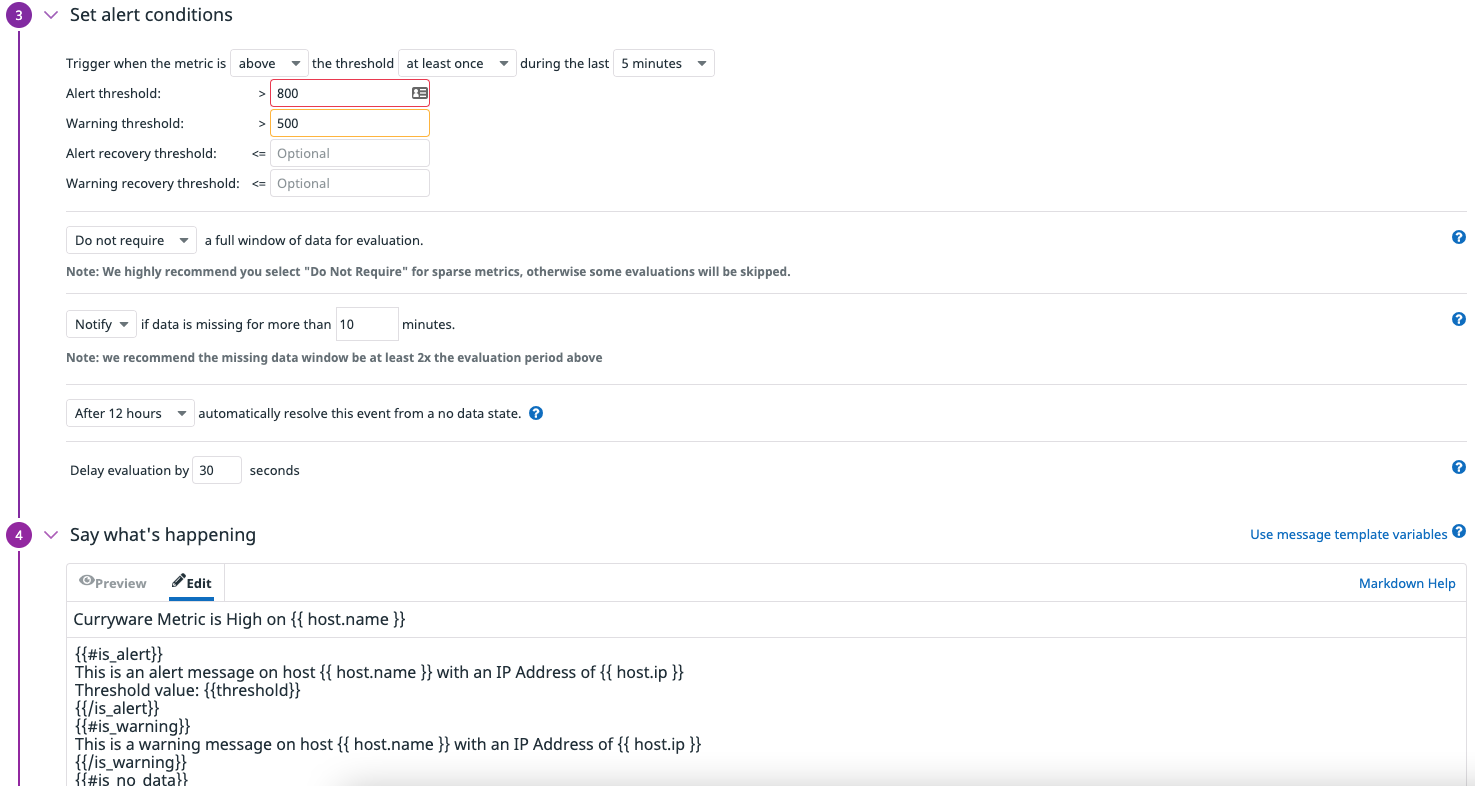 3 Set alert conditions
Trigger when the metric is above the threshold at least once during the last 5 minutes
Alert threshold: > 800
Warning threshold: > 500
Alert recovery threshold: <= Optional
Warning recovery threshold: <= Optional
Do not require a full window of data for evaluation. ?
Note: We highly recommend you select "Do Not Require" for sparse metrics, otherwise some evaluations will be skipped.
Notify if data is missing for more than 10 minutes. ?
Note: we recommend the missing data window be at least 2x the evaluation period above
After 12 hours automatically resolve this event from a no data state. ?
Delay evaluation by 30 seconds ?
4 Say what's happening Use message template variables ?
Preview Edit Markdown Help
Curryware Metric is High on {{ host.name }}
{{#is_alert}}
This is an alert message on host {{ host.name }} with an IP Address of {{ host.ip }}
Threshold value: {{threshold}}
{{/is_alert}}
{{#is_warning}}
This is a warning message on host {{ host.name }} with an IP Address of {{ host.ip }}
{{/is_warning}}
{{#is_no_data}}